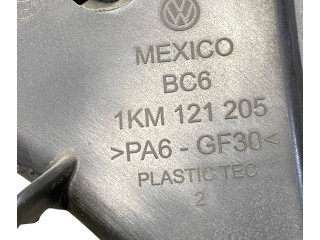 MEXICO
BC6
1KM 121 205
>PA6 - GF30<
PLASTIC TEC
2